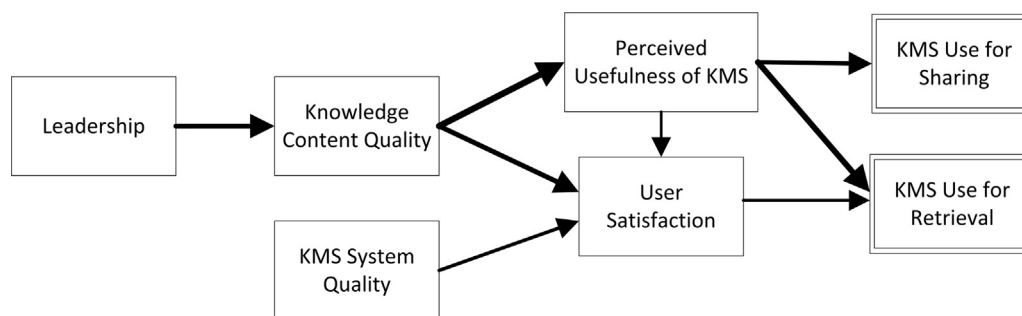 Leadership
Knowledge
Content Quality
KMS System
Quality
Perceived
Usefulness of KMS
User
Satisfaction
KMS Use for
Sharing
KMS Use for
Retrieval